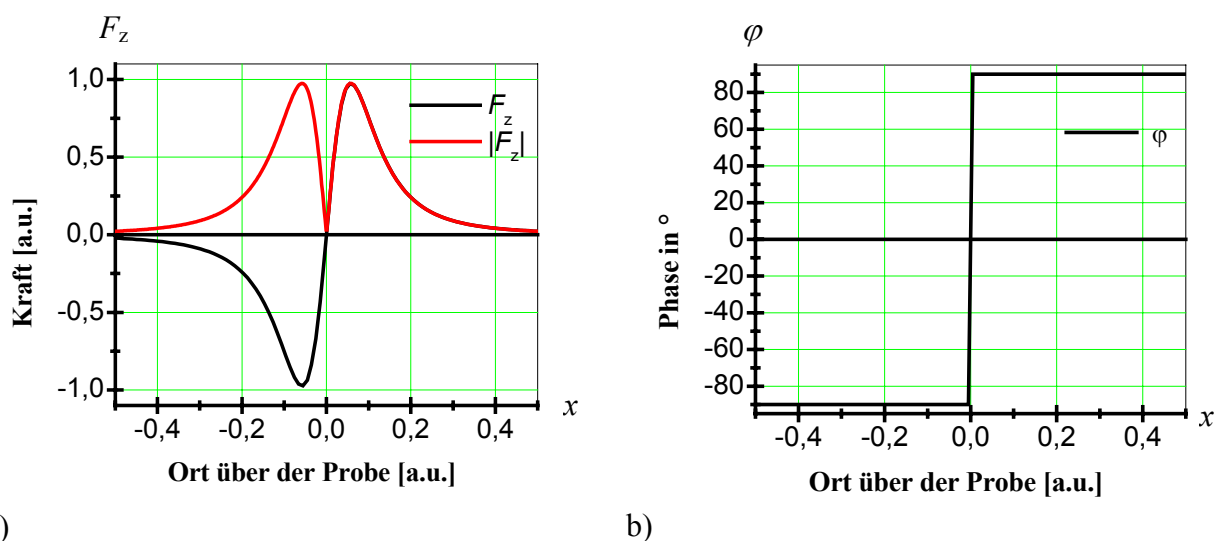 F_z
1,0
0,5
0,0
-0,5
-1,0
-0,4 -0,2 0,0 0,2 0,4
F_z
|F_z|
Kraft [a.u.]
x
Ort über der Probe [a.u.]
)
φ
80
60
40
20
0
-20
-40
-60
-80
-0,4 -0,2 0,0 0,2 0,4
φ
Phase in °
x
Ort über der Probe [a.u.]
b)